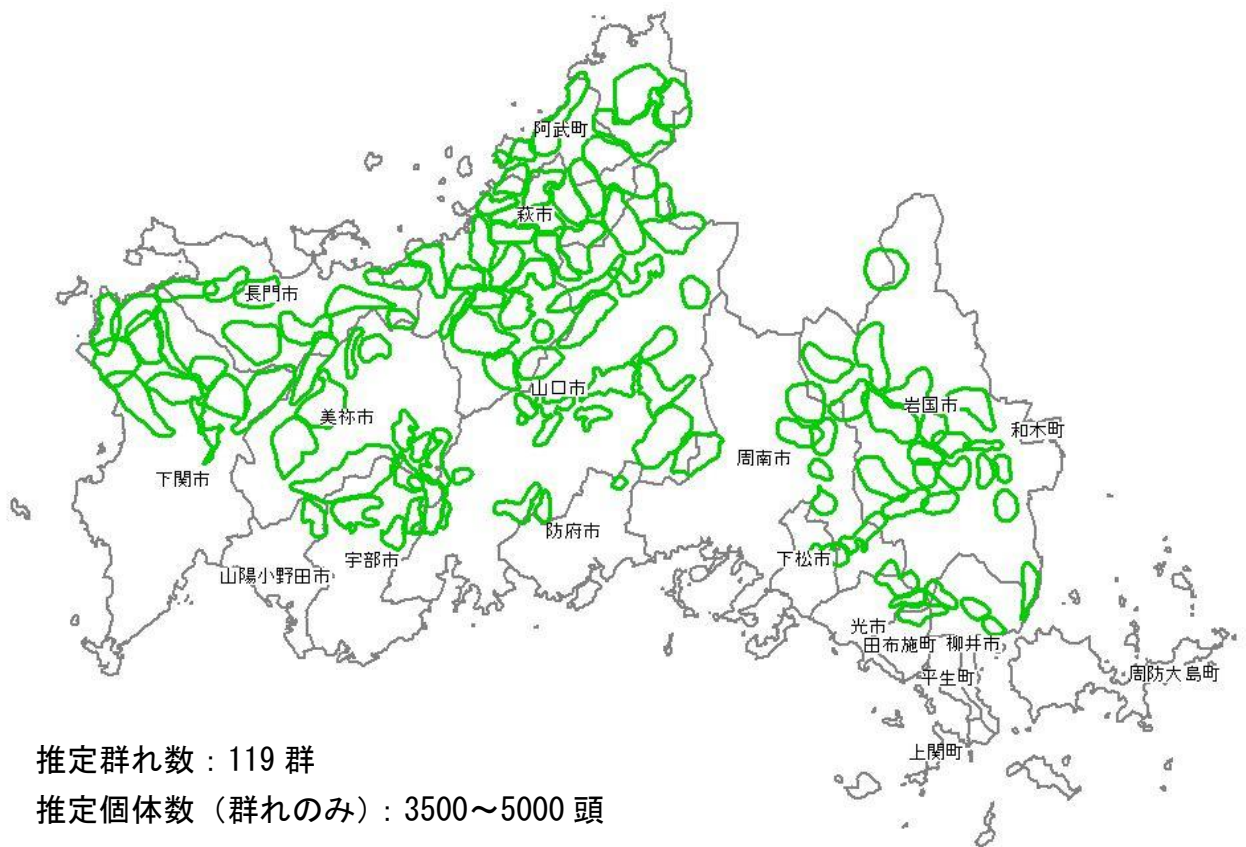 阿武町
萩市
長門市
山口市
美祢市
岩国市
和木町
周南市
下関市
防府市
宇部市
下松市
山陽小野田市
光市
田布施町
柳井市
平生町
周防大島町
上関町
推定群れ数：119 群
推定個体数（群れのみ）：3500～5000 頭